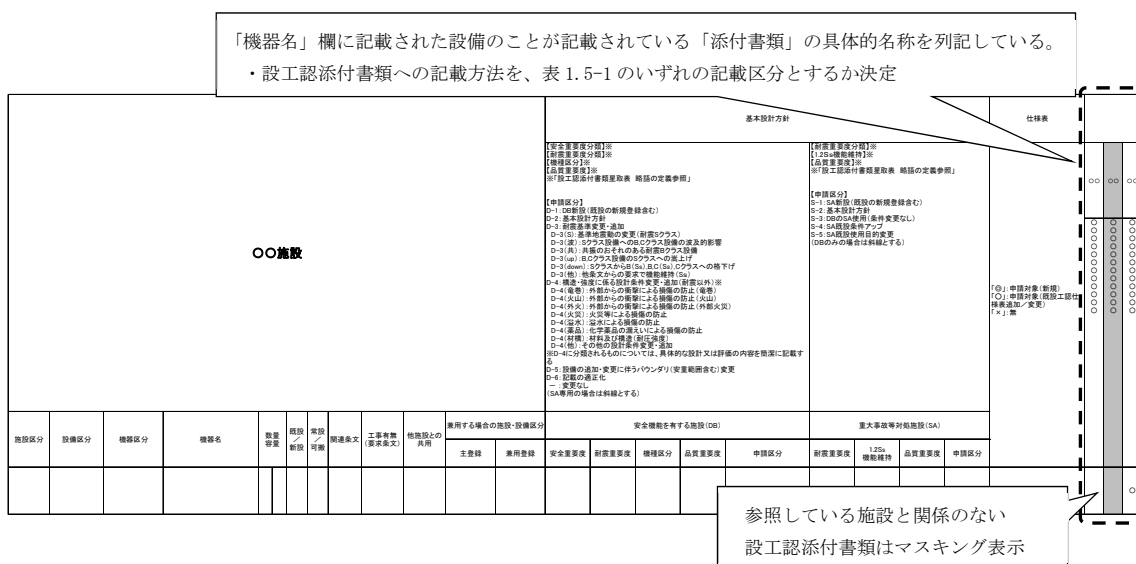 「機器名」欄に記載された設備のことが記載されている「添付書類」の具体的名称を列記している。
・設工認添付書類への記載方法を、表 1.5-1 のいずれの記載区分とするか決定
基本設計方針
仕様表
【安全重要度分類】※
【耐震重要度分類】※
【機種区分】※
【品質重要度】※
※「設工認添付書類星取表 略語の定義参照」
【申請区分】
D-1:DB新設(既設の新規登録含む)
D-2:基本設計方針
D-3:耐震基準変更・追加
D-3(S):基準地震動の変更(耐震Sクラス)
D-3(波):Sクラス設備へのB,Cクラス設備の波及的影響
D-3(共):共振のおそれのある耐震Bクラス設備
D-3(up):B,Cクラス設備のSクラスへの嵩上げ
D-3(down):SクラスからB(Ss),B,C(Ss),Cクラスへの格下げ
D-3(他):他条文からの要求で機能維持(Ss)
D-4:構造・強度に係る設計条件変更・追加(耐震以外)※
D-4(竜巻):外部からの衝撃による損傷の防止(竜巻)
D-4(火山):外部からの衝撃による損傷の防止(火山)
D-4(外火):外部からの衝撃による損傷の防止(外部火災)
D-4(火災):火災等による損傷の防止
D-4(溢水):溢水による損傷の防止
D-4(薬品):化学薬品の漏えいによる損傷の防止
D-4(材構):材料及び構造(耐圧強度)
D-4(他):その他の設計条件変更・追加
※D-4に分類されるものについては、具体的な設計又は評価の内容を簡潔に記載す
る
D-5:設備の追加・変更に伴うバウンダリ(安重範囲含む)変更
D-6:記載の適正化
－:変更なし
(SA専用の場合は斜線とする)
【耐震重要度分類】※
【1.2Ss機能維持】※
【品質重要度】※
※「設工認添付書類星取表 略語の定義参照」
【申請区分】
S-1:SA新設(既設の新規登録含む)
S-2:基本設計方針
S-3:DBのSA使用(条件変更なし)
S-4:SA既設条件アップ
S-5:SA既設使用目的変更
(DBのみの場合は斜線とする)
「◎」:申請対象(新規)
「○」:申請対象(既設工認仕
様表追加／変更)
「×」:無
○○ ○○ ○○
○ ○ ○
○ ○ ○
○ ○ ○
○ ○ ○
○ ○ ○
○ ○ ○
○ ○ ○
○ ○ ○
○ ○ ○
○ ○ ○
○○施設
施設区分 設備区分 機器区分 機器名 数量 容量 既設／新設 常設／可搬 関連条文 工事有無(要求条文) 他施設との共用 兼用する場合の施設・設備区分 安全機能を有する施設(DB) 重大事故等対処施設(SA)
主登録 兼用登録 安全重要度 耐震重要度 機種区分 品質重要度 申請区分 耐震重要度 1.2Ss機能維持 品質重要度 申請区分
○
参照している施設と関係のない
設工認添付書類はマスキング表示